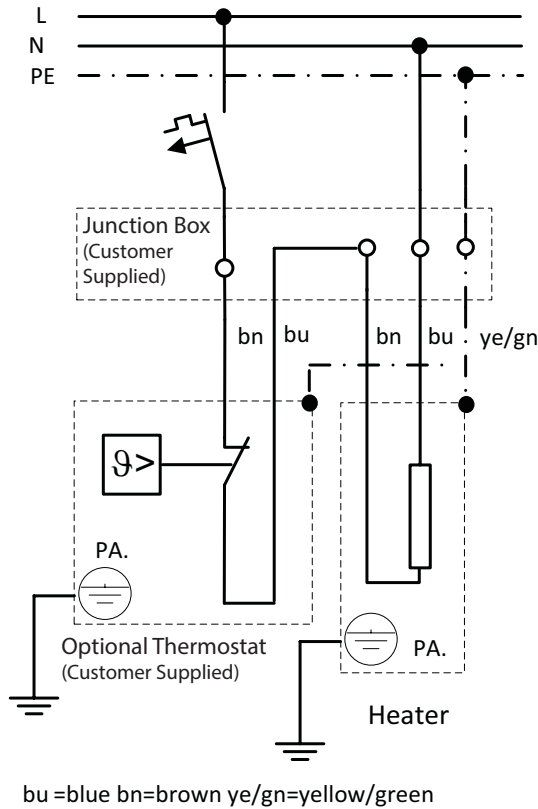 L
N
PE
Junction Box
(Customer
Supplied)
bn bu bn bu ye/gn
ϑ>
PA.
PA.
Optional Thermostat
(Customer Supplied)
Heater
bu =blue bn=brown ye/gn=yellow/green